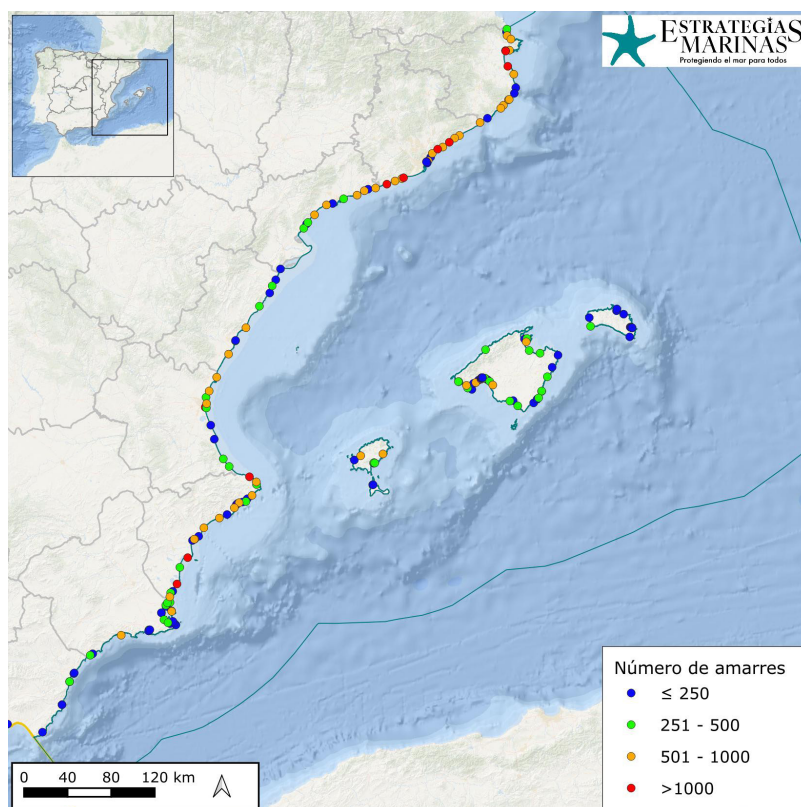 ESTRATEGIAS
MARINAS
Protegiendo el mar para todos
Número de amarres
≤ 250
251 - 500
501 - 1000
>1000
0 40 80 120 km